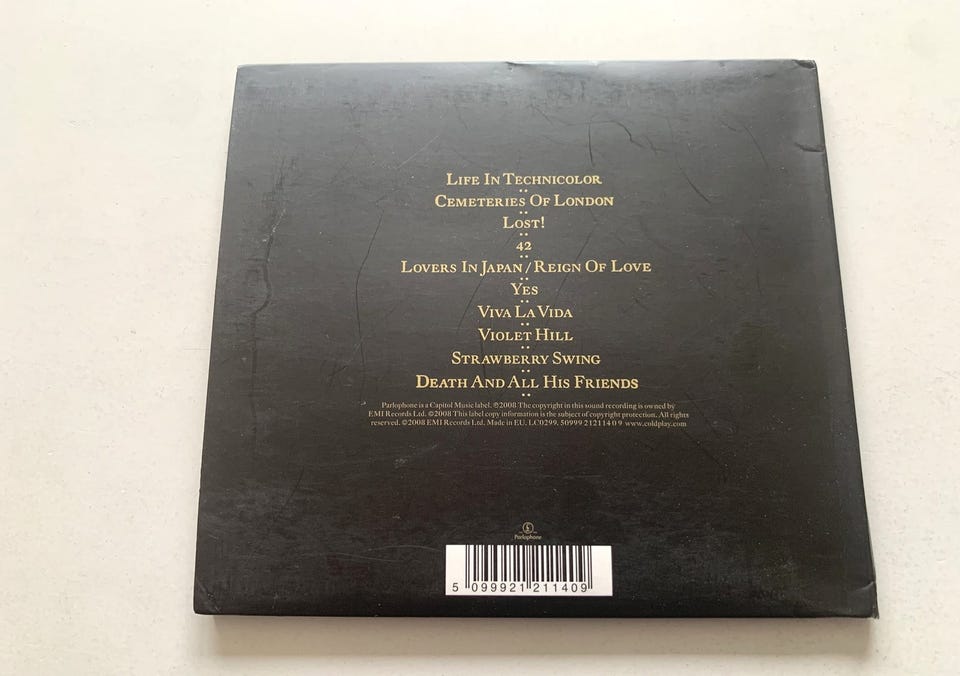 Life In Technicolor
Cemeteries Of London
Lost!
42
Lovers In Japan / Reign Of Love
Yes
Viva La Vida
Violet Hill
Strawberry Swing
Death And All His Friends
Parlophone is a Capitol Music label. ℗2008 The copyright in this sound recording is owned by
EMI Records Ltd. ©2008 This label copy information is the subject of copyright protection. All rights
reserved. ©2008 EMI Records Ltd. Made in EU. LC0299. 50999 212114 0 9 www.coldplay.com
£
Parlophone
5 099921 211409